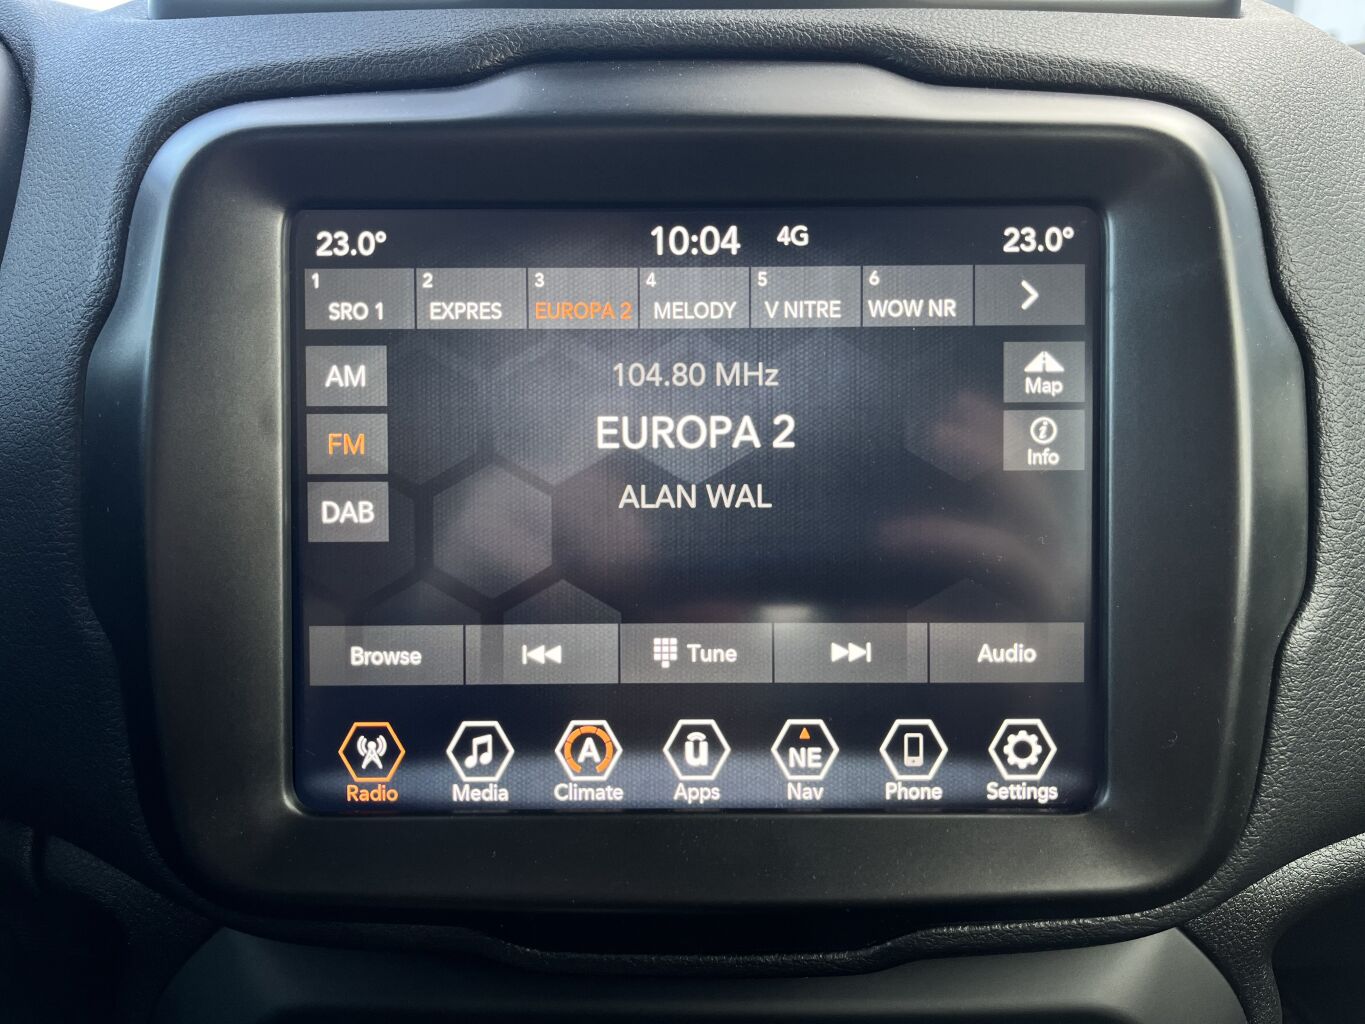 23.0° 10:04 4G 23.0°
1 2 3 4 5 6
SRO 1 EXPRES EUROPA 2 MELODY V NITRE WOW NR
AM 104.80 MHz Map
FM EUROPA 2 Info
DAB ALAN WAL
Browse Tune Audio
A u NE
Radio Media Climate Apps Nav Phone Settings